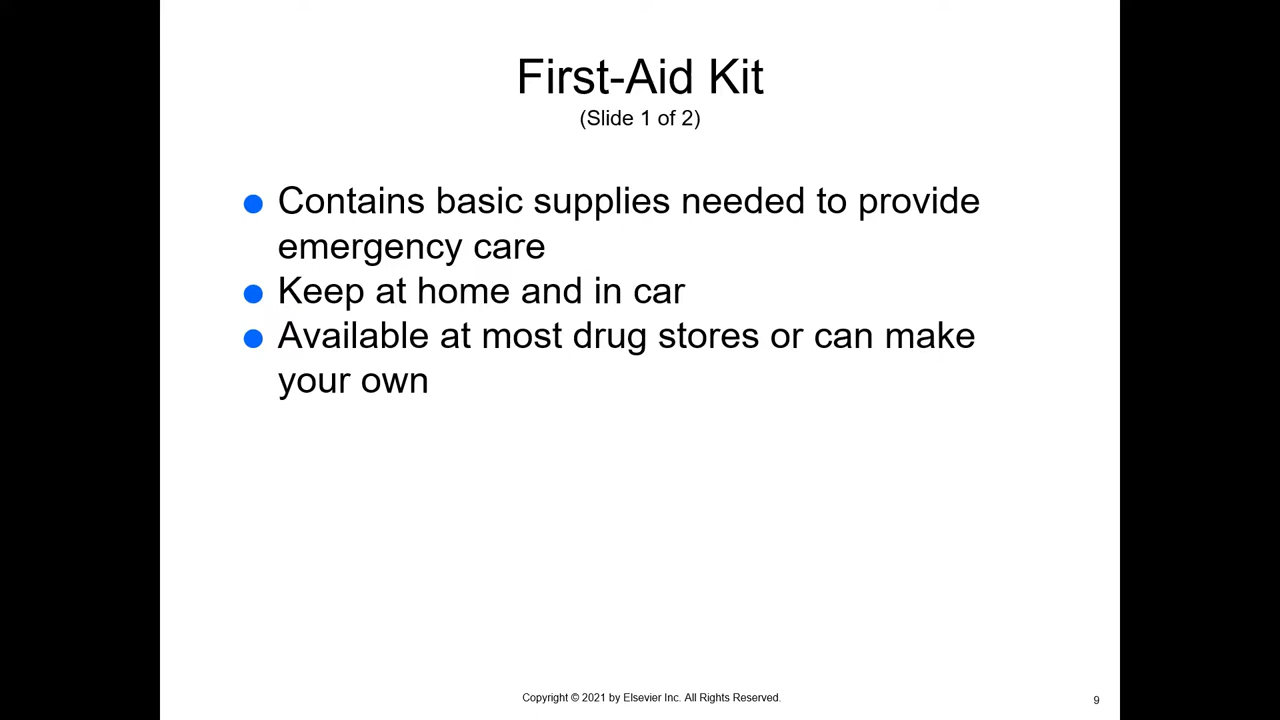 First-Aid Kit
(Slide 1 of 2)
Contains basic supplies needed to provide
emergency care
Keep at home and in car
Available at most drug stores or can make
your own
Copyright © 2021 by Elsevier Inc. All Rights Reserved.
9